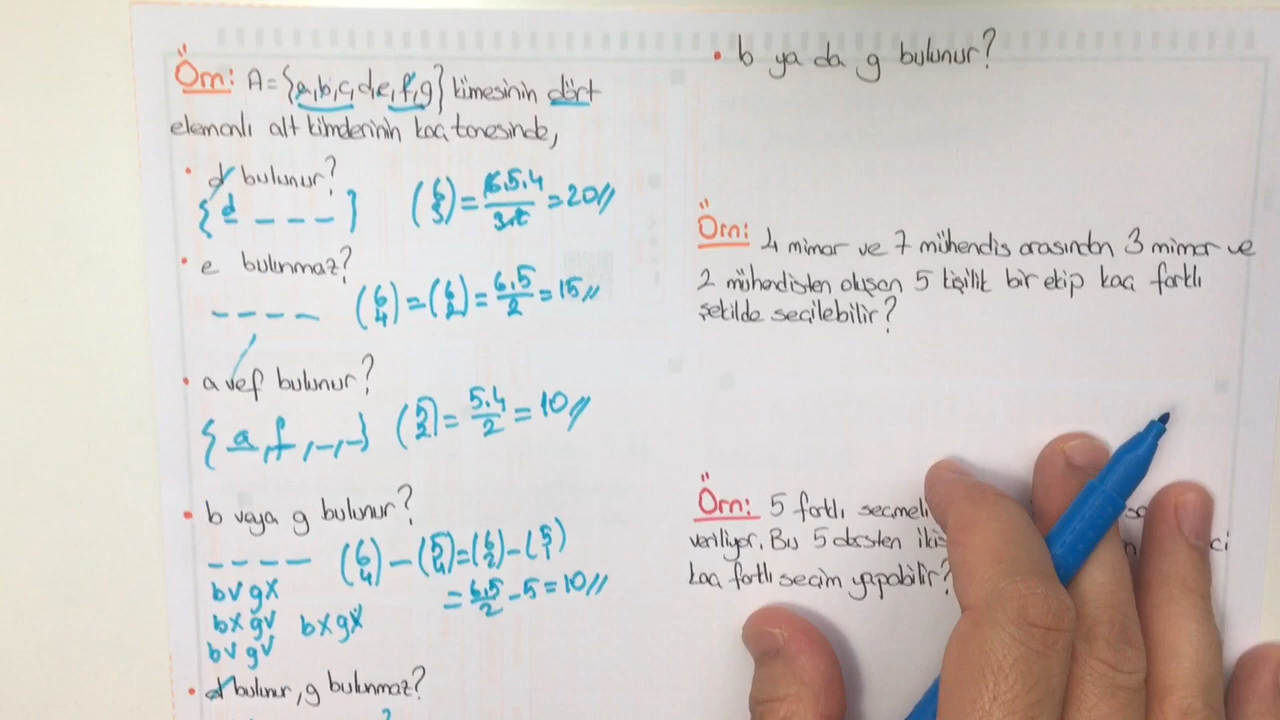 Örn: A={a,b,c,d,e,f,g} kümesinin dört
elemanlı alt kümelerinin kaç tanesinde,
• d bulunur?
{d _ _ _} (6 3) = 6.5.4/3.2 = 20//
• e bulunmaz?
_ _ _ _ (6 4) = (6 2) = 6.5/2 = 15//
• a ve f bulunur?
{a, f, _, _} (5 2) = 5.4/2 = 10//
• b veya g bulunur?
_ _ _ _ (6 4) - (5 4) = (6 2) - (5 1)
= 6.5/2 - 5 = 10//
b✓ gX
bX g✓ bX gX
b✓ g✓
• d bulunur, g bulunmaz?
• b ya da g bulunur?
Örn: 4 mimar ve 7 mühendis arasından 3 mimar ve
2 mühendisten oluşan 5 kişilik bir ekip kaç farklı
şekilde seçilebilir?
Örn: 5 farklı seçmeli
veriliyor. Bu 5 dersten
kaç farklı seçim yapabilir?